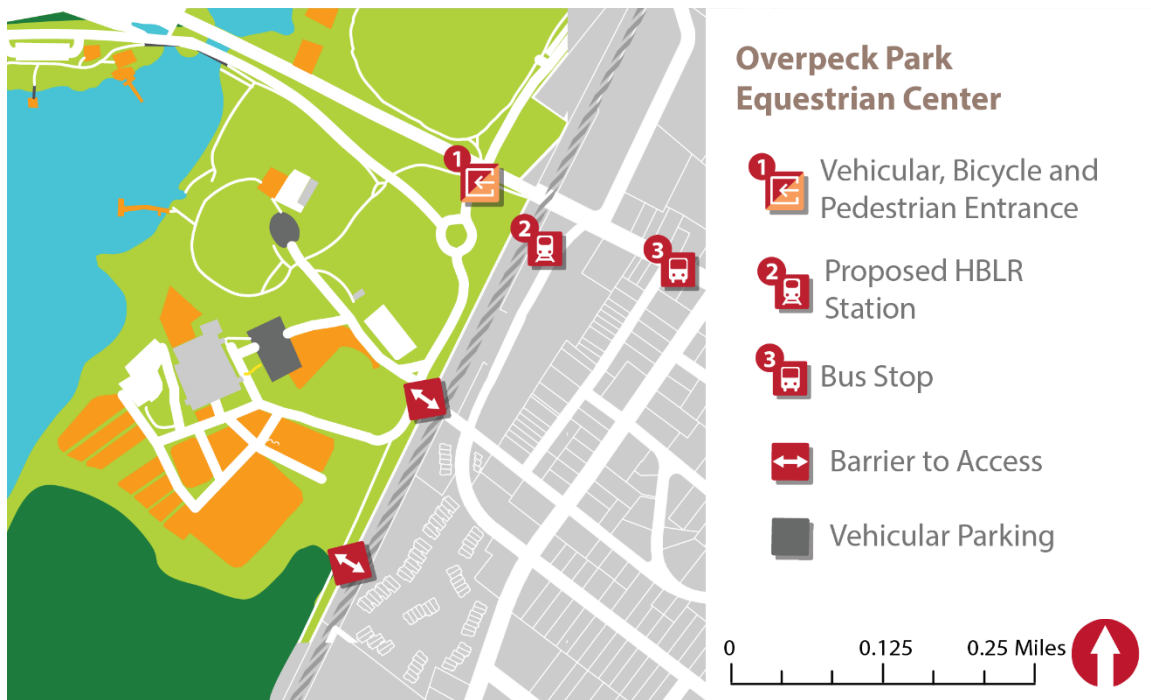 1
2
3
Overpeck Park
Equestrian Center
1
Vehicular, Bicycle and
Pedestrian Entrance
2
Proposed HBLR
Station
3
Bus Stop
Barrier to Access
Vehicular Parking
0 0.125 0.25 Miles